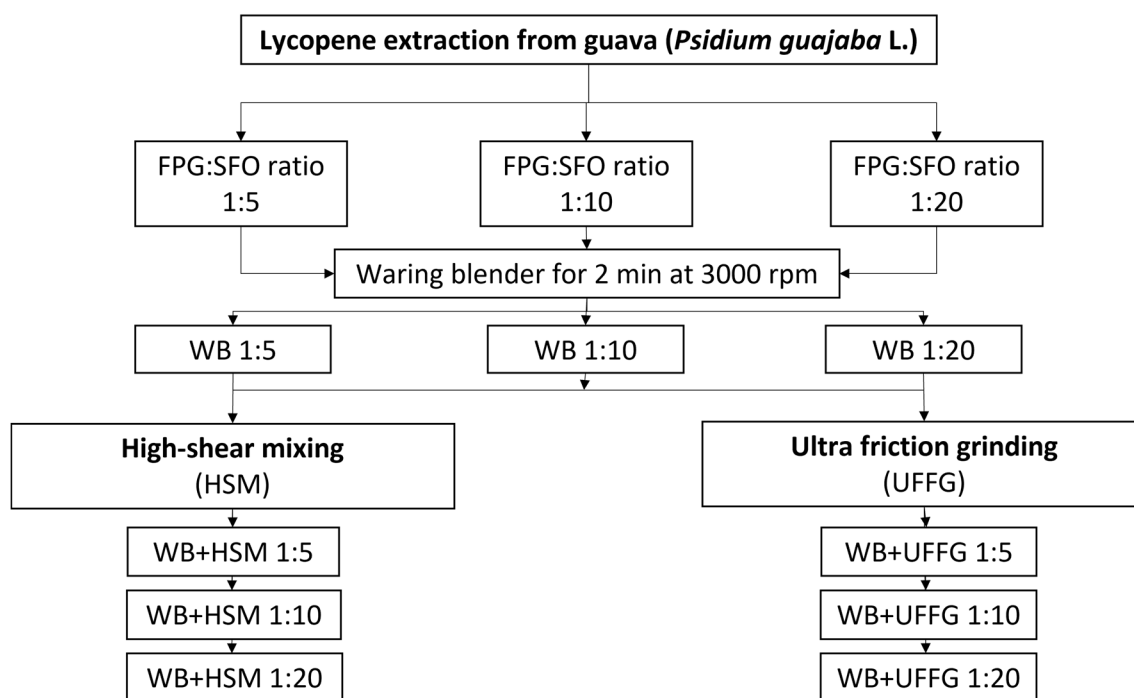 Lycopene extraction from guava (Psidium guajaba L.)
FPG:SFO ratio
1:5
FPG:SFO ratio
1:10
FPG:SFO ratio
1:20
Waring blender for 2 min at 3000 rpm
WB 1:5
WB 1:10
WB 1:20
High-shear mixing
(HSM)
Ultra friction grinding
(UFFG)
WB+HSM 1:5
WB+UFFG 1:5
WB+HSM 1:10
WB+UFFG 1:10
WB+HSM 1:20
WB+UFFG 1:20